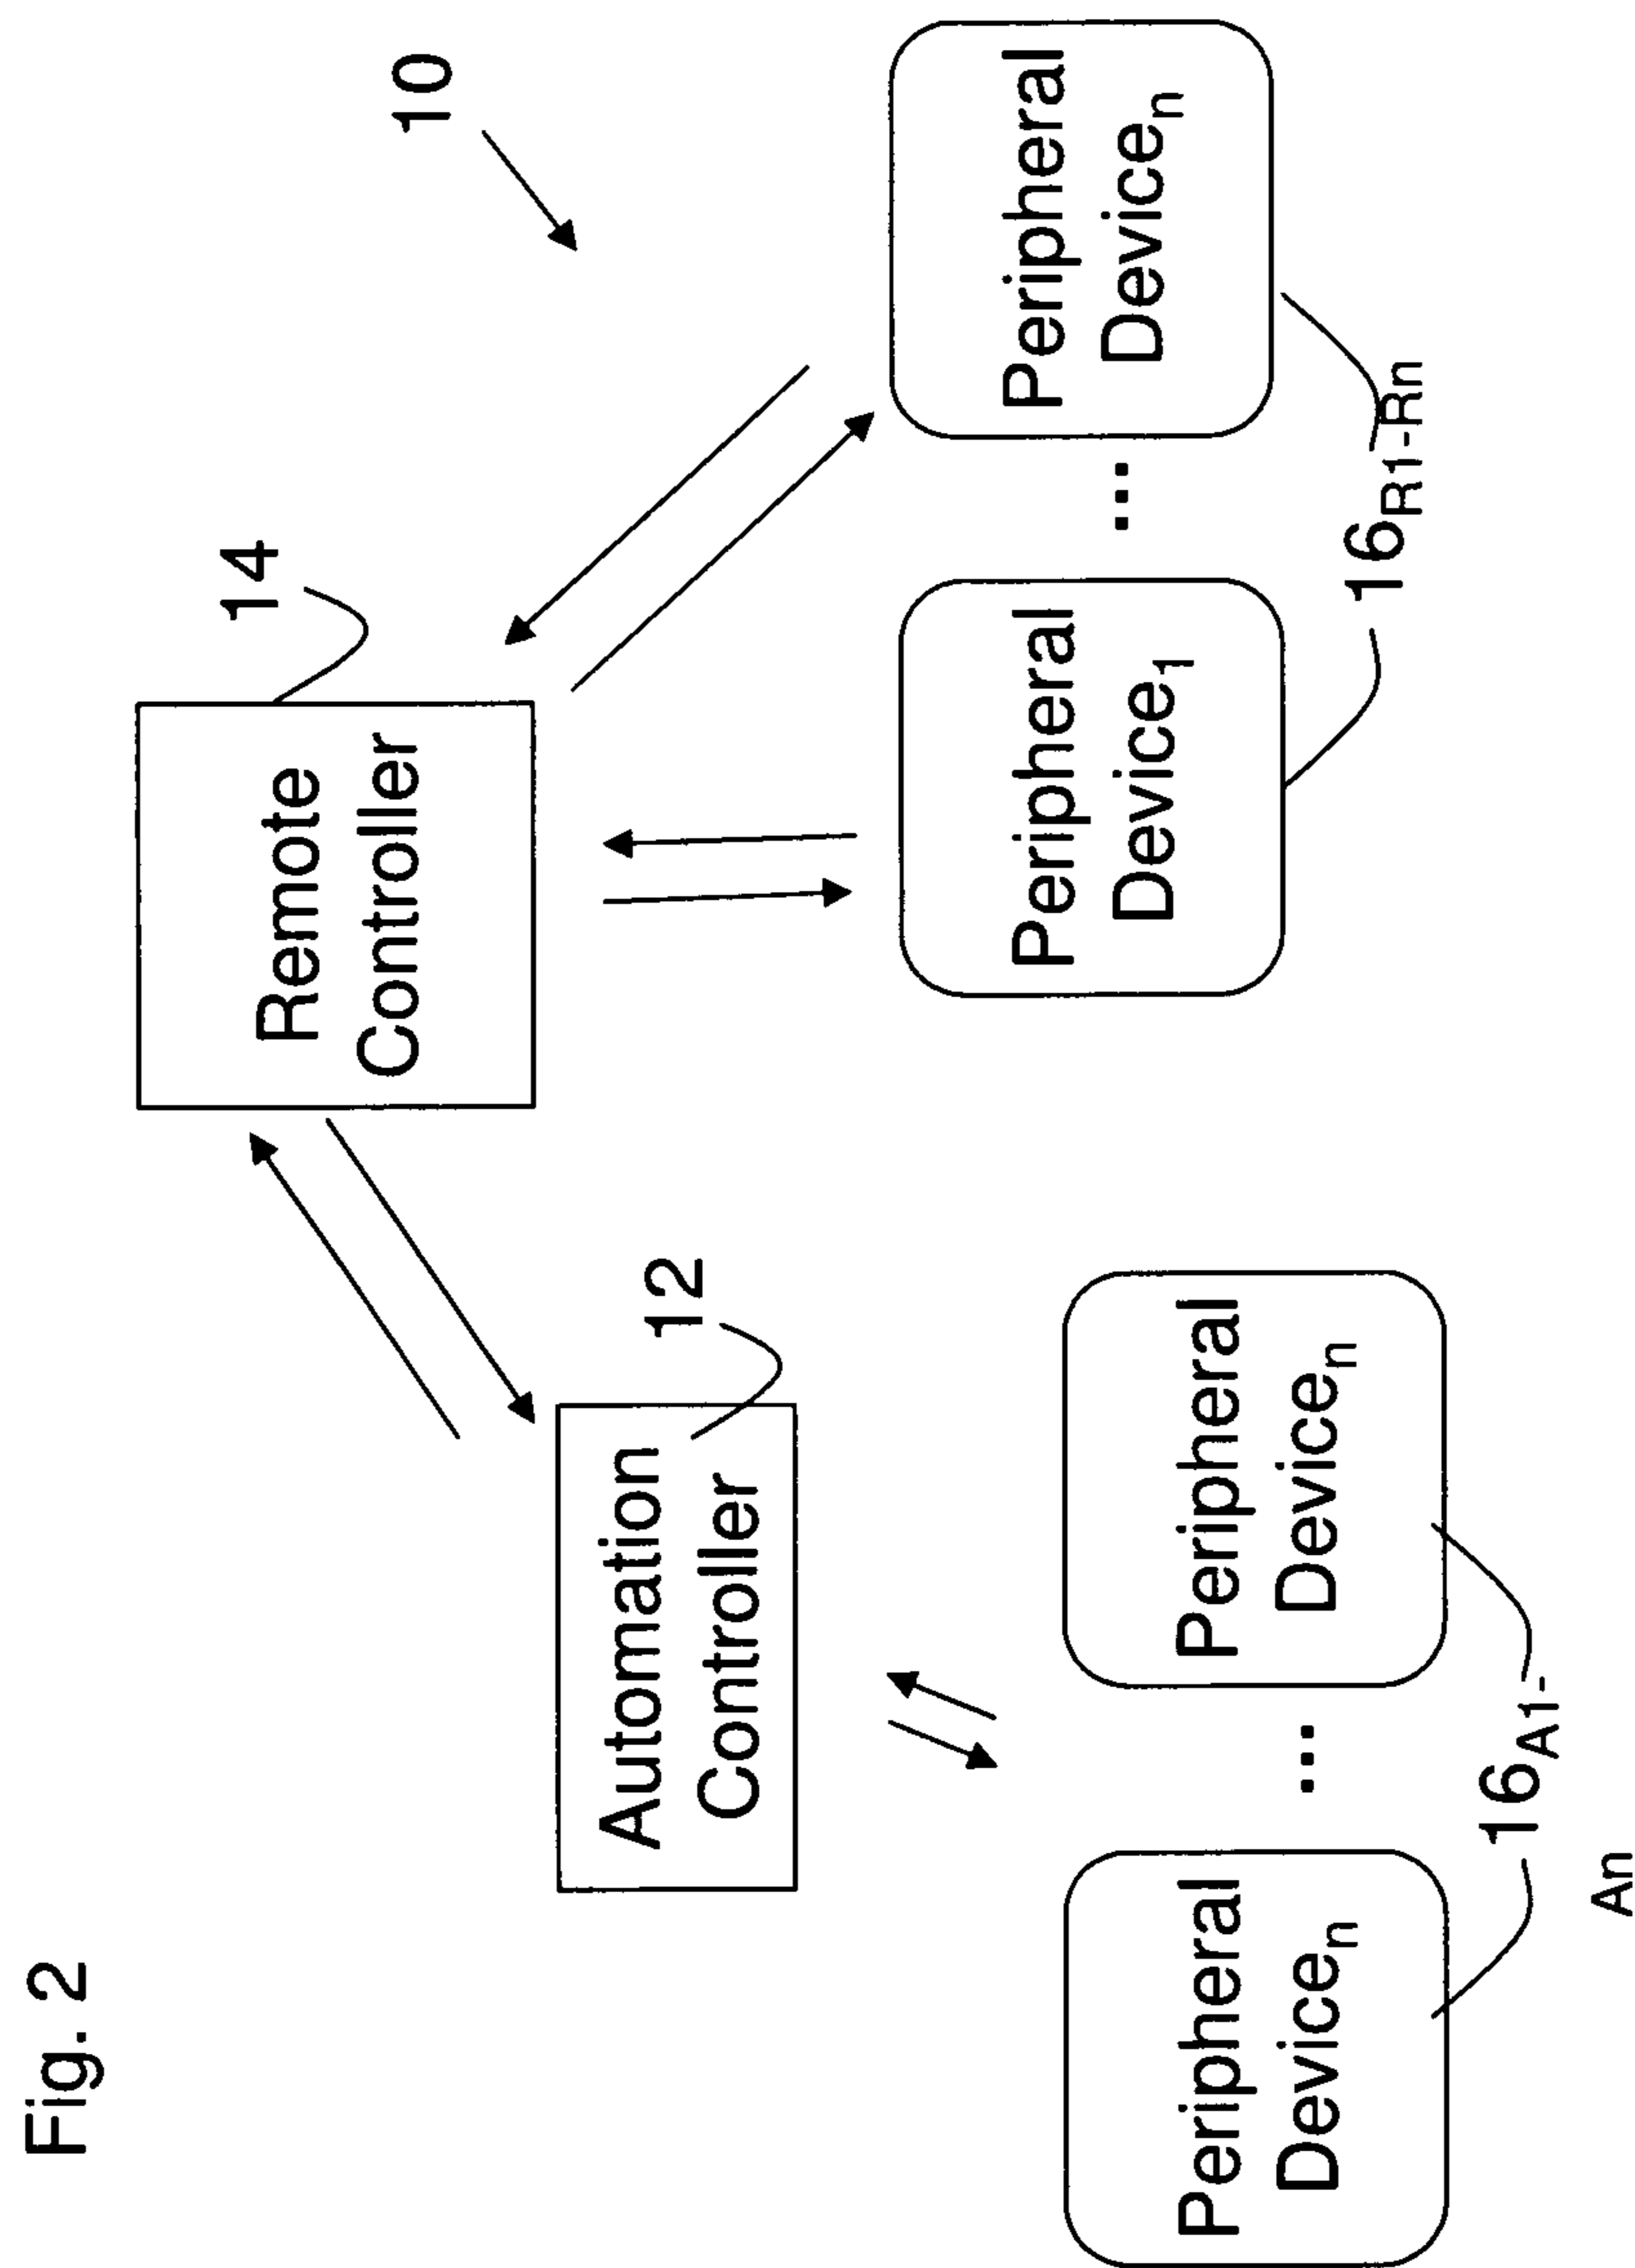 Fig. 2
10
14
Remote
Controller
12
Automation
Controller
Peripheral
Deviceₙ
...
Peripheral
Deviceₙ
16A1-
An
Peripheral
Device₁
...
Peripheral
Deviceₙ
16R1-Rn